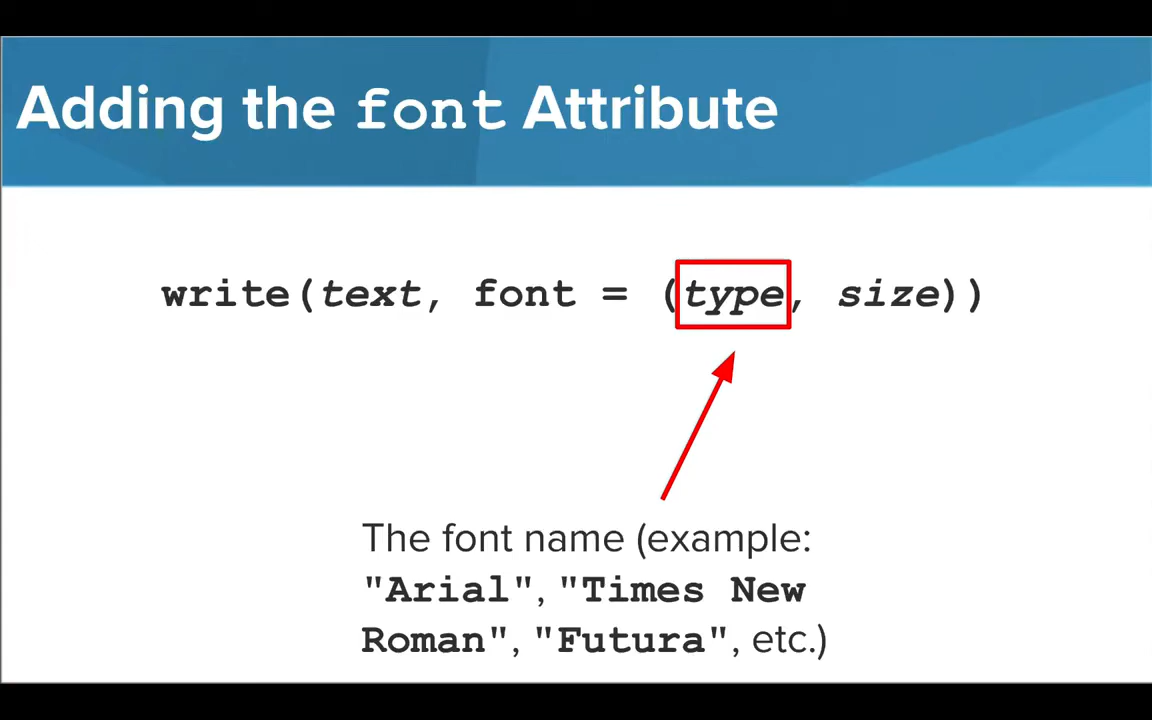 Adding the font Attribute
write(text, font = (type, size))
The font name (example:
"Arial", "Times New
Roman", "Futura", etc.)